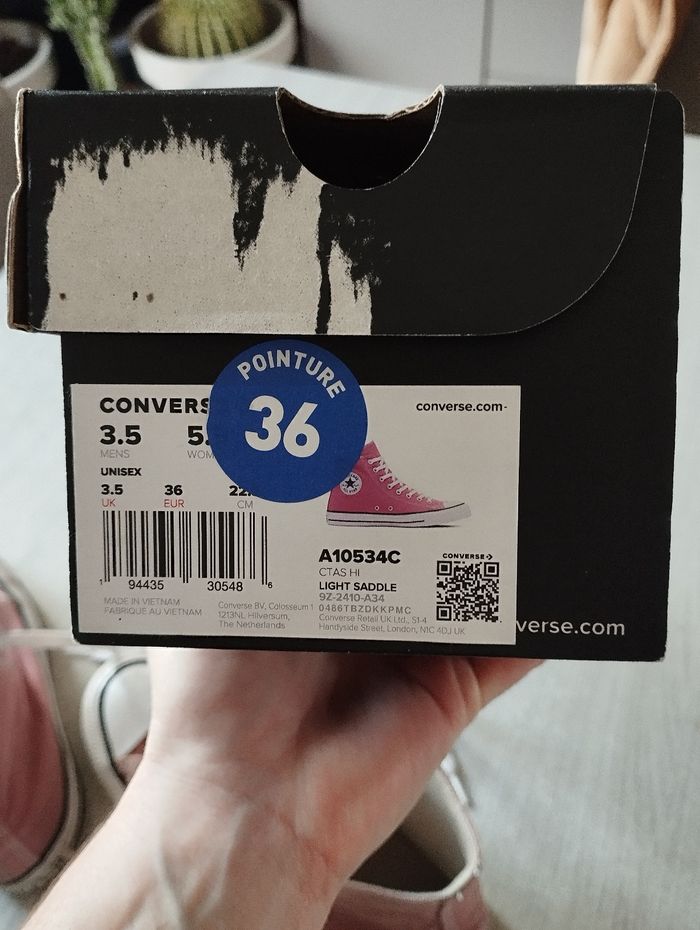 POINTURE
36
CONVERS
converse.com
3.5 5.
MENS WOM
UNISEX
3.5 36 22.
UK EUR CM
1 94435 30548 6
MADE IN VIETNAM
FABRIQUE AU VIETNAM
Converse BV, Colosseum 1
1213NL Hilversum,
The Netherlands
A10534C
CTAS HI
LIGHT SADDLE
9Z-2410-A34
0486TBZDKKPMC
Converse Retail UK Ltd., S1-4
Handyside Street, London, N1C 4DJ UK
CONVERSE
verse.com